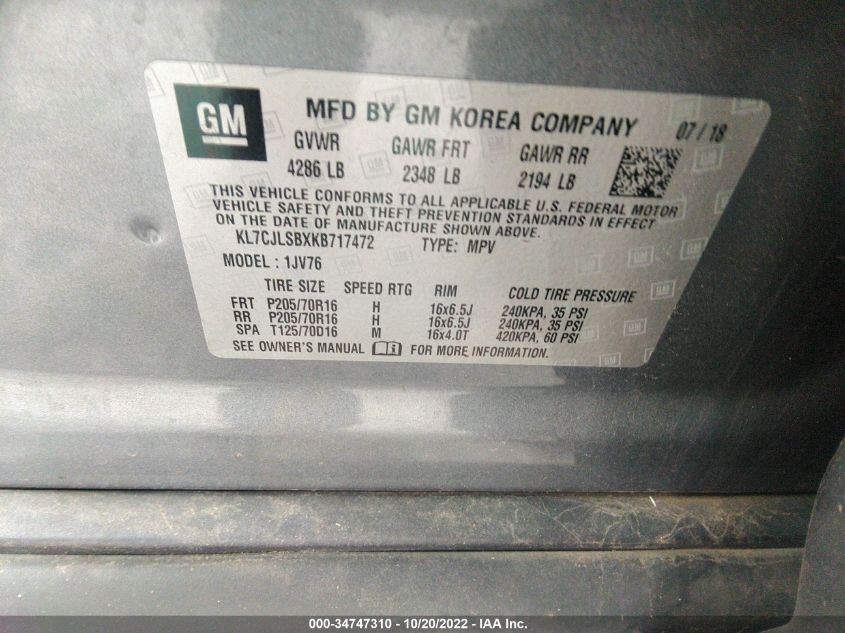 GM
MFD BY GM KOREA COMPANY 07/18
GVWR GAWR FRT GAWR RR
4286 LB 2348 LB 2194 LB
THIS VEHICLE CONFORMS TO ALL APPLICABLE U.S. FEDERAL MOTOR
VEHICLE SAFETY AND THEFT PREVENTION STANDARDS IN EFFECT
ON THE DATE OF MANUFACTURE SHOWN ABOVE.
KL7CJLSBXKB717472 TYPE: MPV
MODEL : 1JV76
TIRE SIZE SPEED RTG RIM COLD TIRE PRESSURE
FRT P205/70R16 H 16x6.5J 240KPA, 35 PSI
RR P205/70R16 H 16x6.5J 240KPA, 35 PSI
SPA T125/70D16 M 16x4.0T 420KPA, 60 PSI
SEE OWNER'S MANUAL FOR MORE INFORMATION.
000-34747310 - 10/20/2022 - IAA Inc.